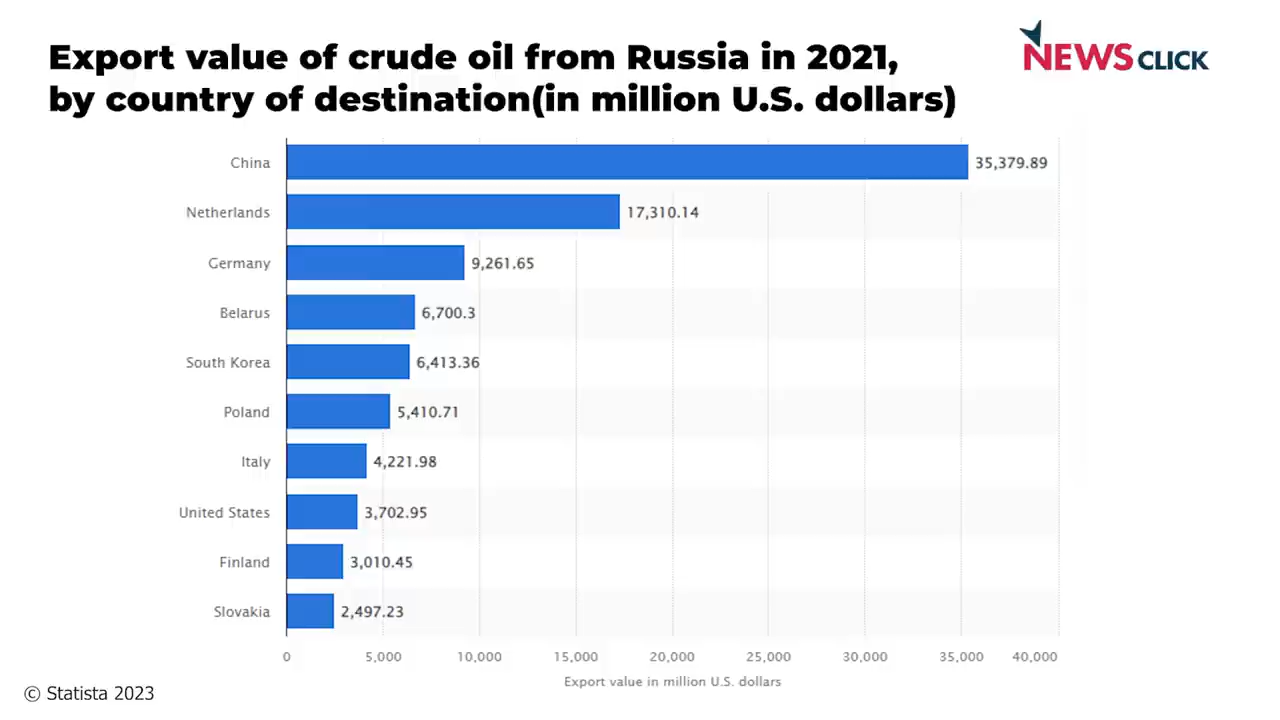 Export value of crude oil from Russia in 2021,
by country of destination(in million U.S. dollars)
NEWSCLICK
China 35,379.89
Netherlands 17,310.14
Germany 9,261.65
Belarus 6,700.3
South Korea 6,413.36
Poland 5,410.71
Italy 4,221.98
United States 3,702.95
Finland 3,010.45
Slovakia 2,497.23
0 5,000 10,000 15,000 20,000 25,000 30,000 35,000 40,000
Export value in million U.S. dollars
© Statista 2023